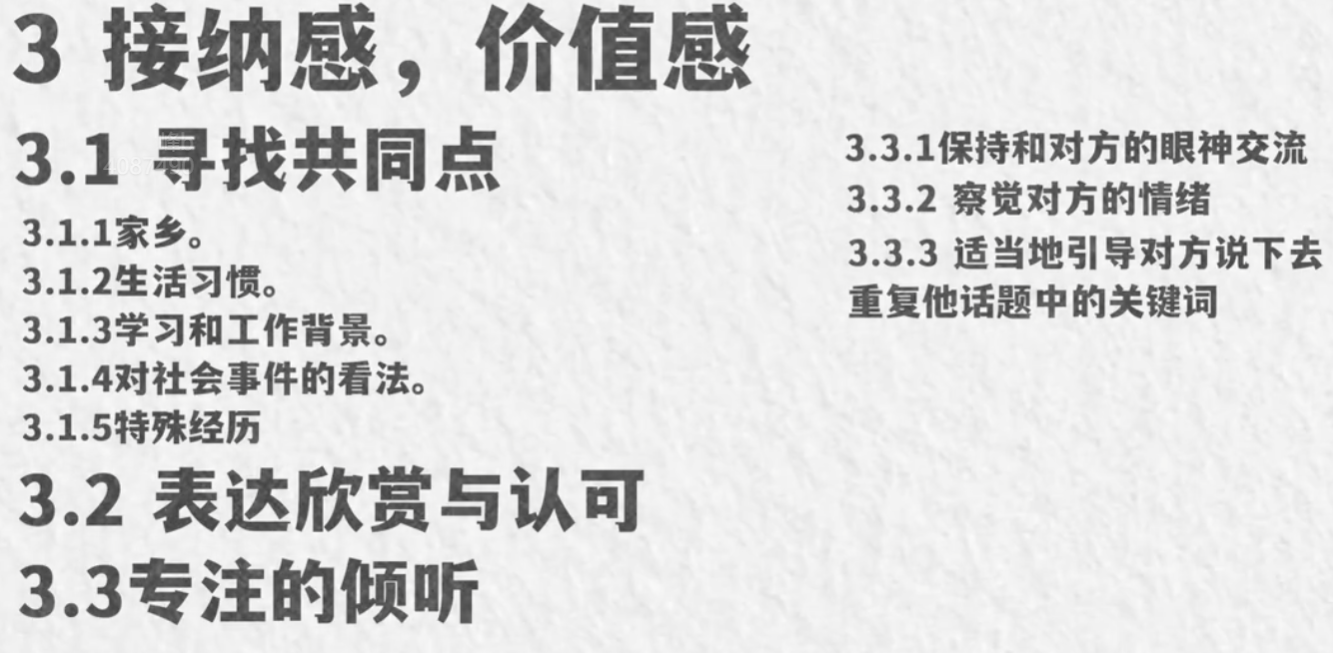 3 接纳感，价值感
3.1 寻找共同点
3.1.1家乡。
3.1.2生活习惯。
3.1.3学习和工作背景。
3.1.4对社会事件的看法。
3.1.5特殊经历
3.2 表达欣赏与认可
3.3专注的倾听
3.3.1保持和对方的眼神交流
3.3.2 察觉对方的情绪
3.3.3 适当地引导对方说下去
重复他话题中的关键词